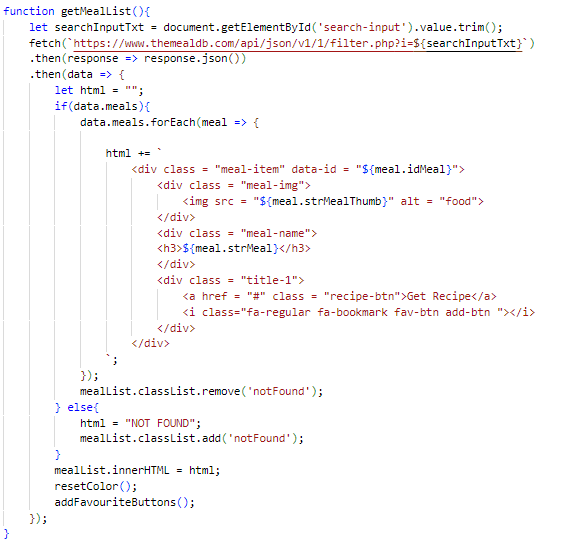 function getMealList(){
    let searchInputTxt = document.getElementById('search-input').value.trim();
    fetch(`https://www.themealdb.com/api/json/v1/1/filter.php?i=${searchInputTxt}`)
    .then(response => response.json())
    .then(data => {
        let html = "";
        if(data.meals){
            data.meals.forEach(meal => {
                html += `
                    <div class = "meal-item" data-id = "${meal.idMeal}">
                        <div class = "meal-img">
                            <img src = "${meal.strMealThumb}" alt = "food">
                        </div>
                        <div class = "meal-name">
                        <h3>${meal.strMeal}</h3>
                        </div>
                        <div class = "title-1">
                            <a href = "#" class = "recipe-btn">Get Recipe</a>
                            <i class="fa-regular fa-bookmark fav-btn add-btn "></i>
                        </div>
                    </div>
                `;
            });
            mealList.classList.remove('notFound');
        } else{
            html = "NOT FOUND";
            mealList.classList.add('notFound');
        }
        mealList.innerHTML = html;
        resetColor();
        addFavouriteButtons();
    });
}